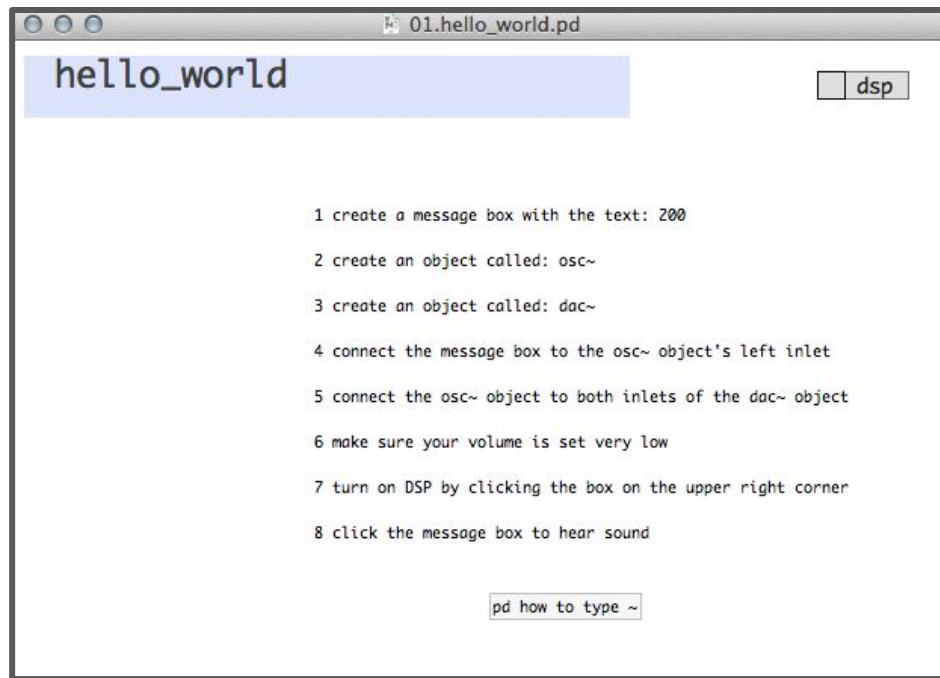 01.hello_world.pd
hello_world
dsp
1 create a message box with the text: 200
2 create an object called: osc~
3 create an object called: dac~
4 connect the message box to the osc~ object's left inlet
5 connect the osc~ object to both inlets of the dac~ object
6 make sure your volume is set very low
7 turn on DSP by clicking the box on the upper right corner
8 click the message box to hear sound
pd how to type ~